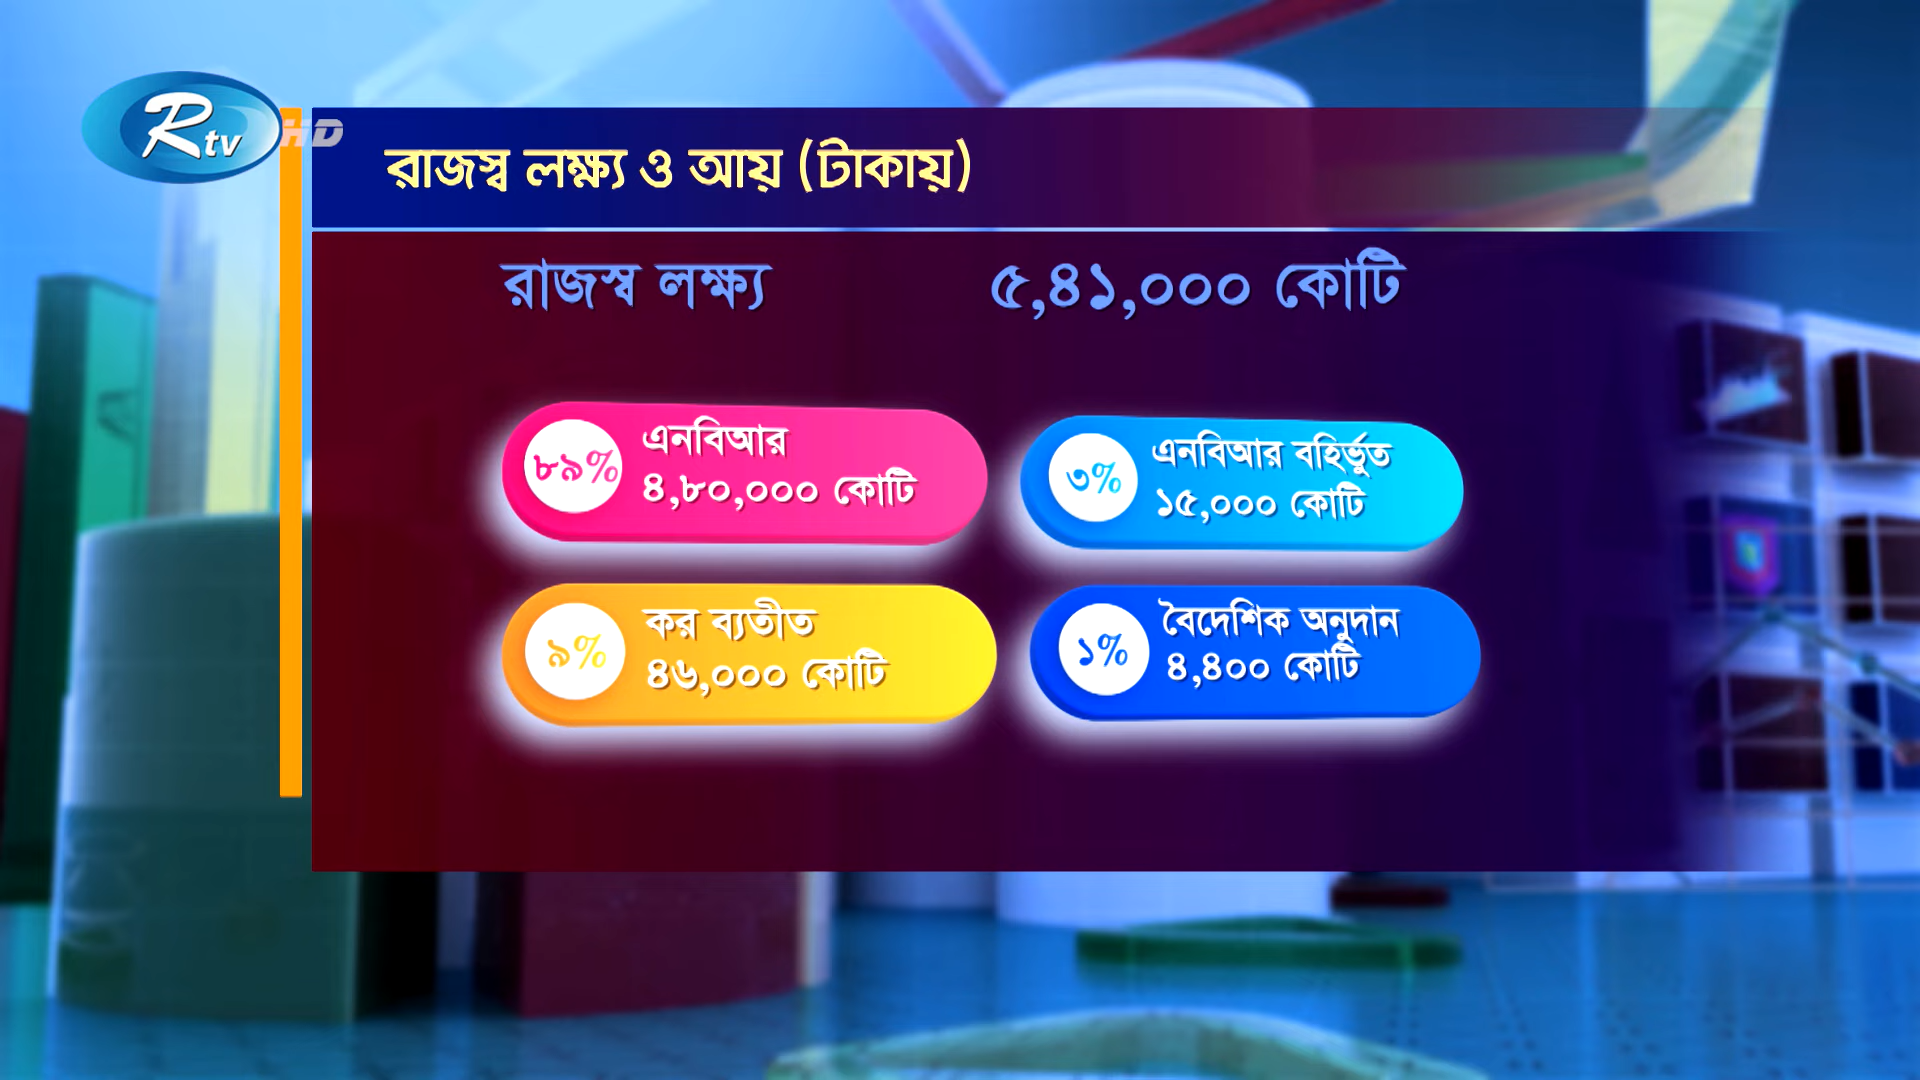 Rtv HD
রাজস্ব লক্ষ্য ও আয় (টাকায়)
রাজস্ব লক্ষ্য ৫,৪১,০০০ কোটি
৮৯%
এনবিআর
৪,৮০,০০০ কোটি
৩%
এনবিআর বহির্ভুত
১৫,০০০ কোটি
৯%
কর ব্যতীত
৪৬,০০০ কোটি
১%
বৈদেশিক অনুদান
৪,৪০০ কোটি